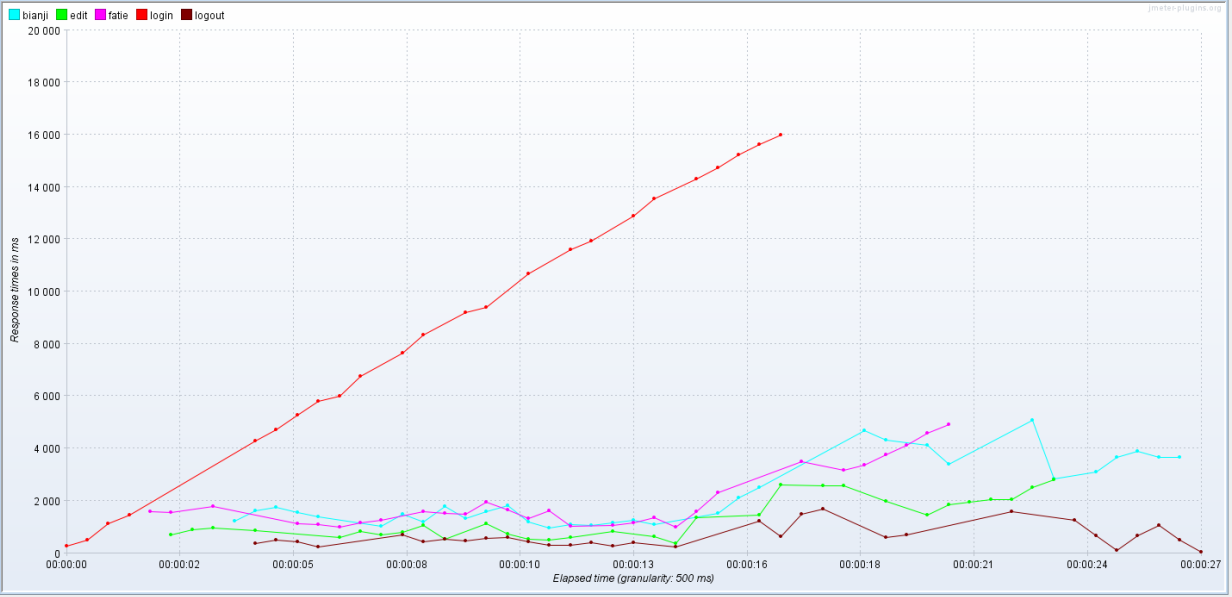 bianji edit fatie login logout
jmeter-plugins.org
20 000
18 000
16 000
14 000
12 000
10 000
8 000
6 000
4 000
2 000
0
Response times in ms
00:00:00 00:00:02 00:00:05 00:00:08 00:00:10 00:00:13 00:00:16 00:00:18 00:00:21 00:00:24 00:00:27
Elapsed time (granularity: 500 ms)